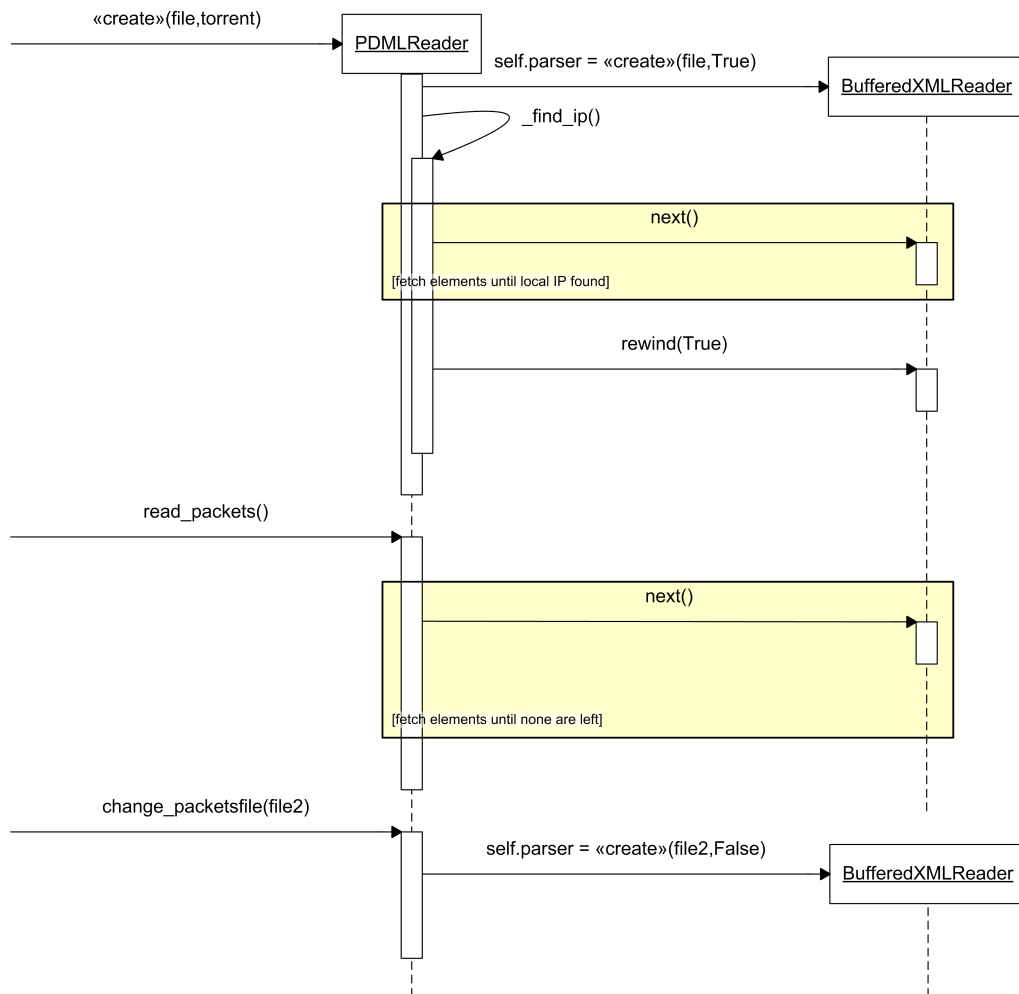 «create»(file,torrent)
PDMLReader
self.parser = «create»(file,True)
BufferedXMLReader
_find_ip()
next()
[fetch elements until local IP found]
rewind(True)
read_packets()
next()
[fetch elements until none are left]
change_packetsfile(file2)
self.parser = «create»(file2,False)
BufferedXMLReader